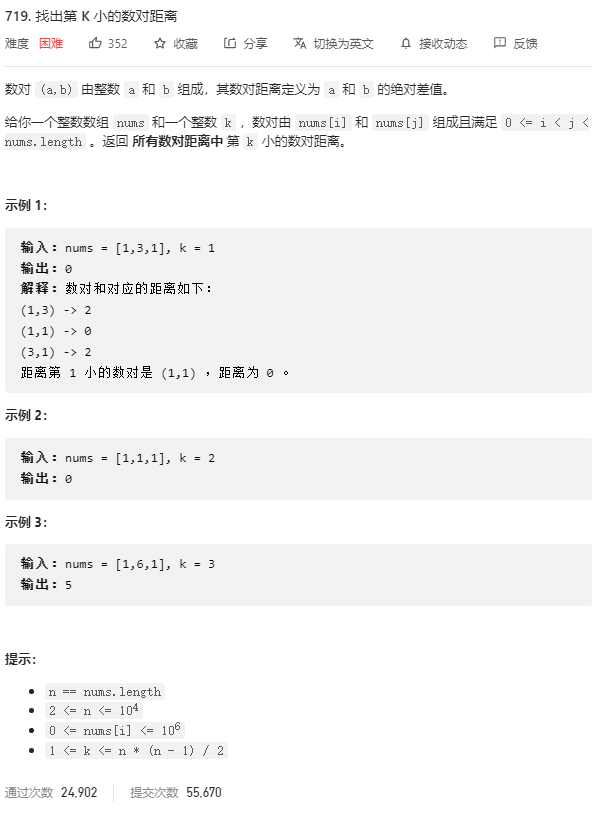 719. 找出第 K 小的数对距离
难度 困难 352 收藏 分享 切换为英文 接收动态 反馈
数对 (a,b) 由整数 a 和 b 组成，其数对距离定义为 a 和 b 的绝对差值。
给你一个整数数组 nums 和一个整数 k ，数对由 nums[i] 和 nums[j] 组成且满足 0 <= i < j <
nums.length 。返回 所有数对距离中 第 k 小的数对距离。
示例 1：
输入：nums = [1,3,1], k = 1
输出：0
解释：数对和对应的距离如下：
(1,3) -> 2
(1,1) -> 0
(3,1) -> 2
距离第 1 小的数对是 (1,1) ，距离为 0 。
示例 2：
输入：nums = [1,1,1], k = 2
输出：0
示例 3：
输入：nums = [1,6,1], k = 3
输出：5
提示：
n == nums.length
2 <= n <= 10⁴
0 <= nums[i] <= 10⁶
1 <= k <= n * (n - 1) / 2
通过次数 24,902 提交次数 55,670